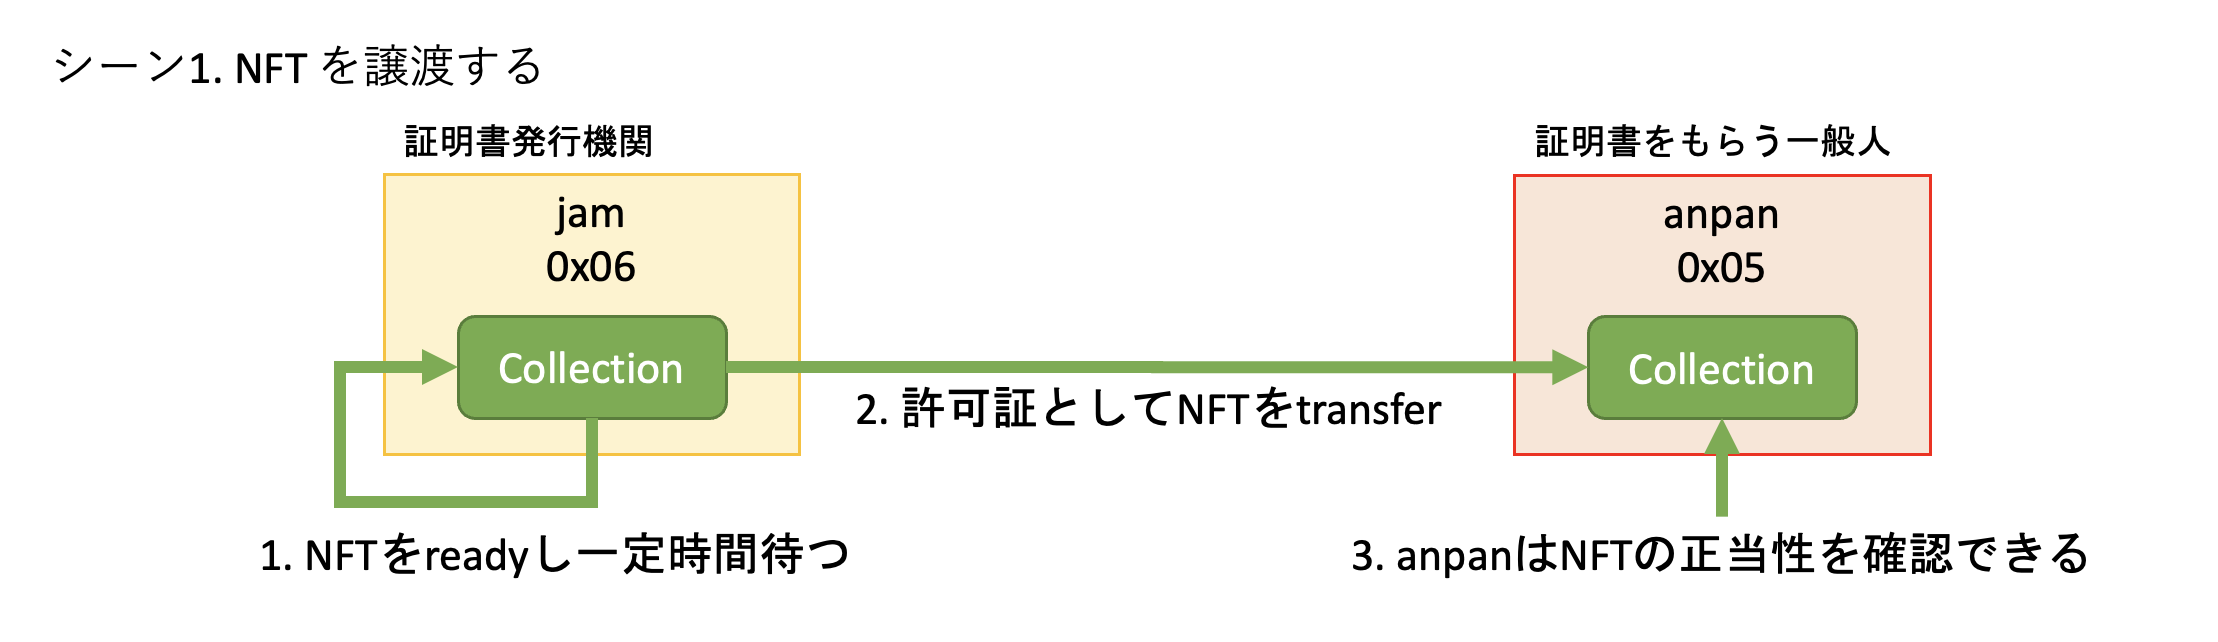 シーン1. NFT を譲渡する
証明書発行機関
jam
0x06
Collection
1. NFTをreadyし一定時間待つ
2. 許可証としてNFTをtransfer
証明書をもらう一般人
anpan
0x05
Collection
3. anpanはNFTの正当性を確認できる